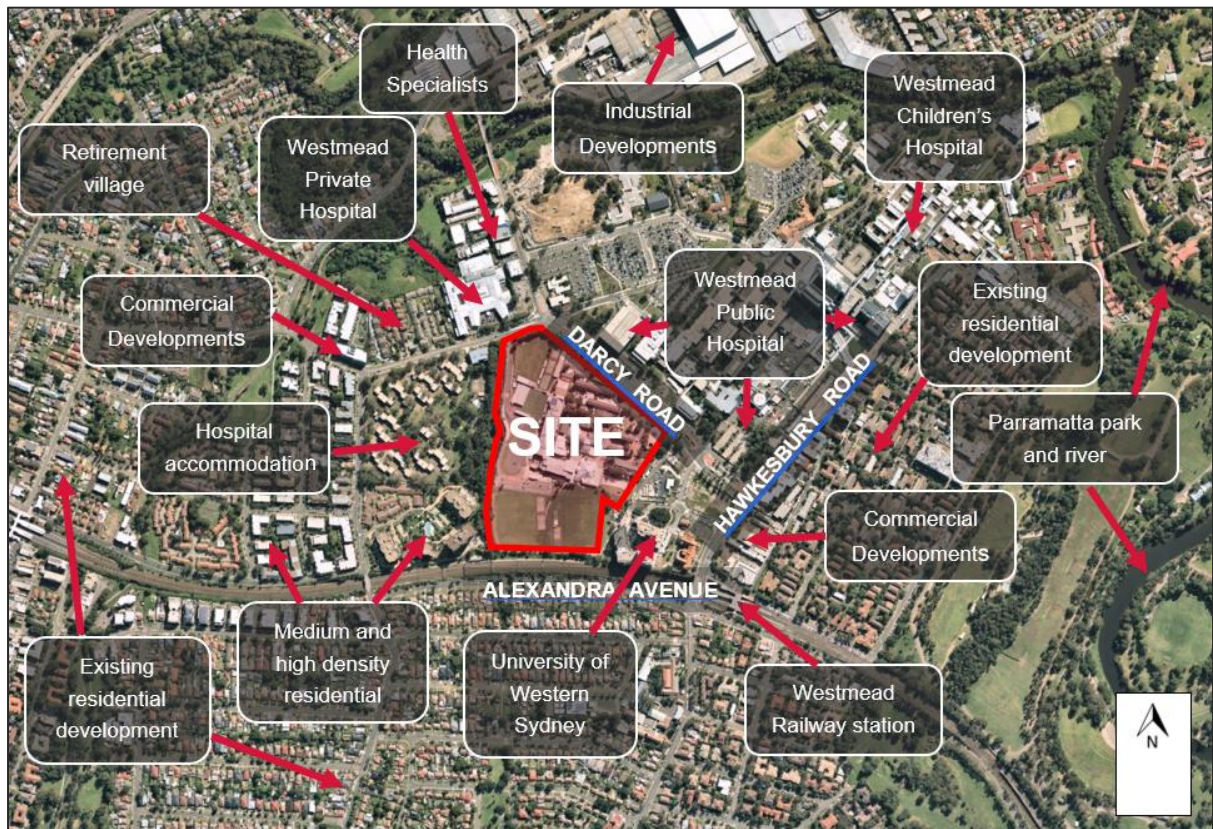 Health
Specialists
Industrial
Developments
Westmead
Children's
Hospital
Retirement
village
Westmead
Private
Hospital
Westmead
Public
Hospital
Existing
residential
development
Commercial
Developments
DARCY ROAD
HAWKESBURY ROAD
SITE
Hospital
accommodation
Parramatta park
and river
Commercial
Developments
ALEXANDRA AVENUE
Existing
residential
development
Medium and
high density
residential
University of
Western
Sydney
Westmead
Railway station
N